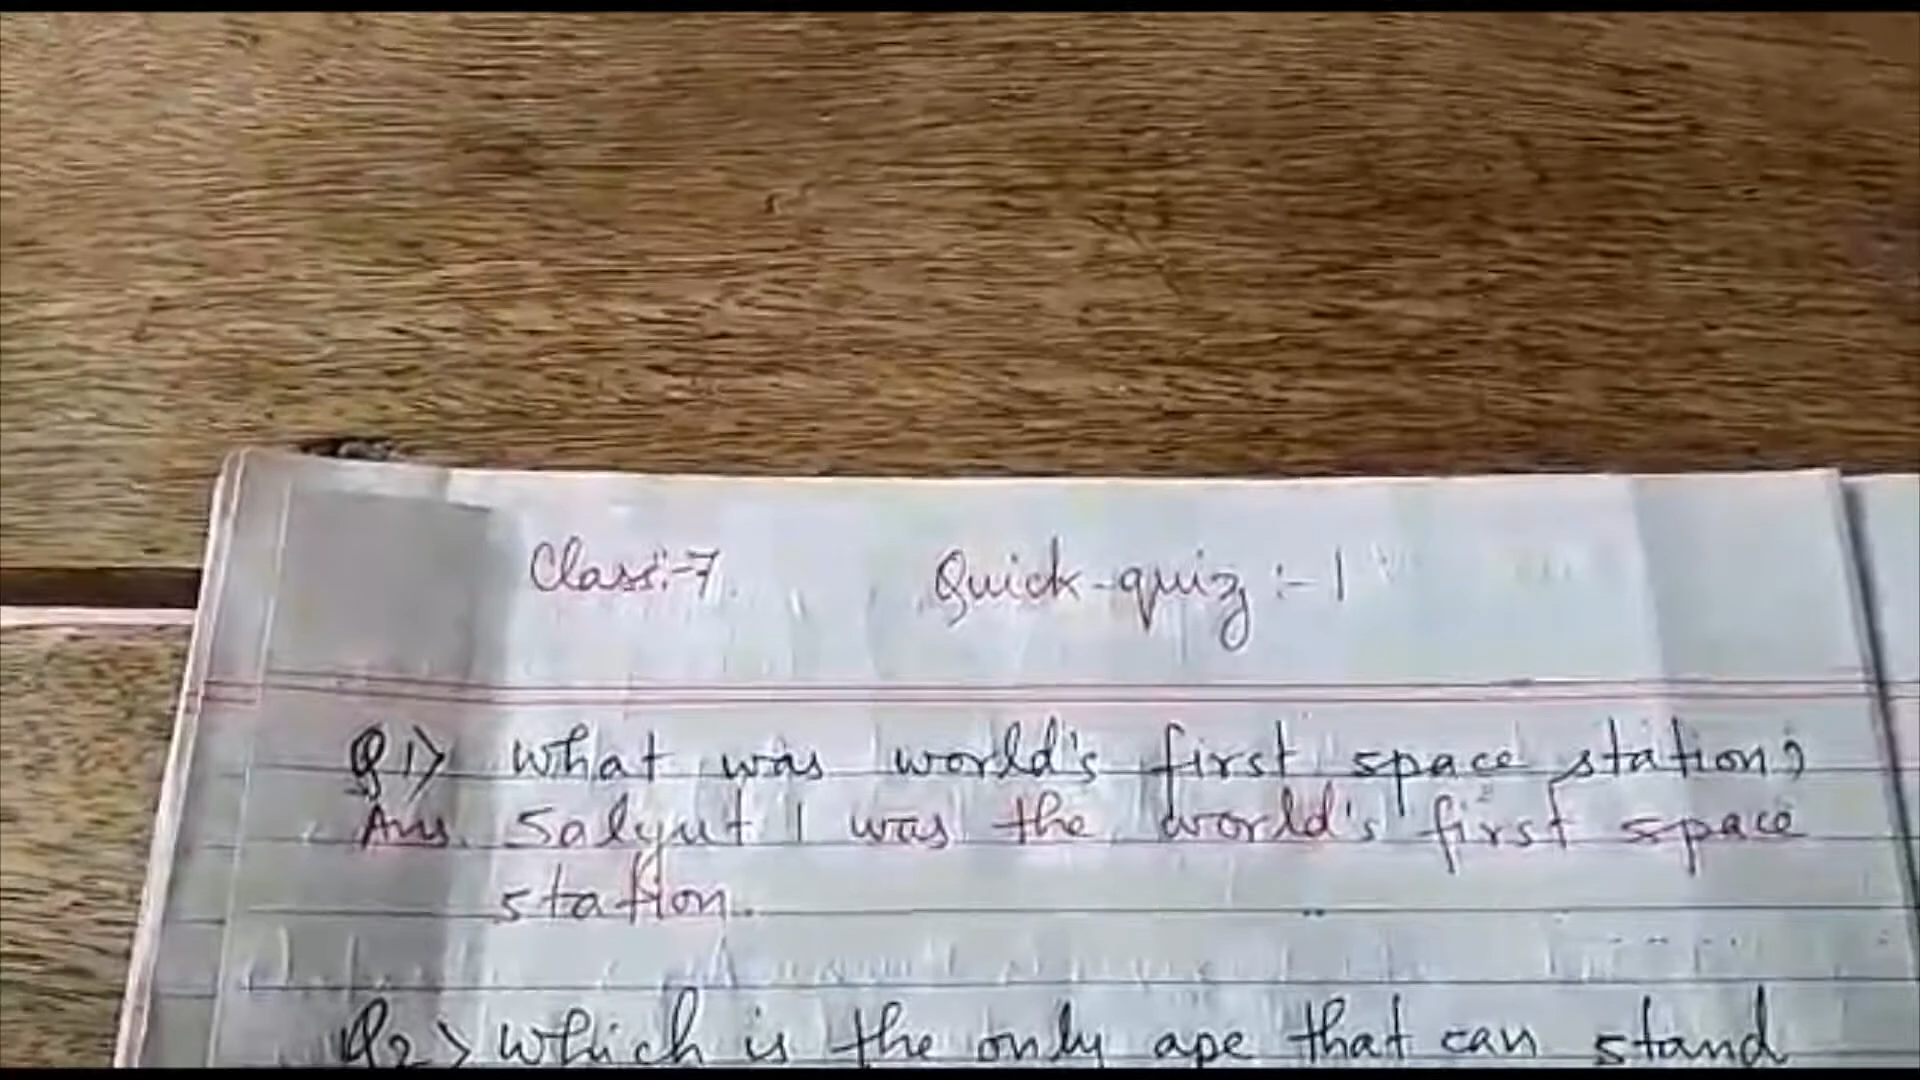 Class:-7. Quick-quiz :- 1
Q1> What was world's first space station?
Ans. Salyut 1 was the world's first space
station.
Q2> Which is the only ape that can stand